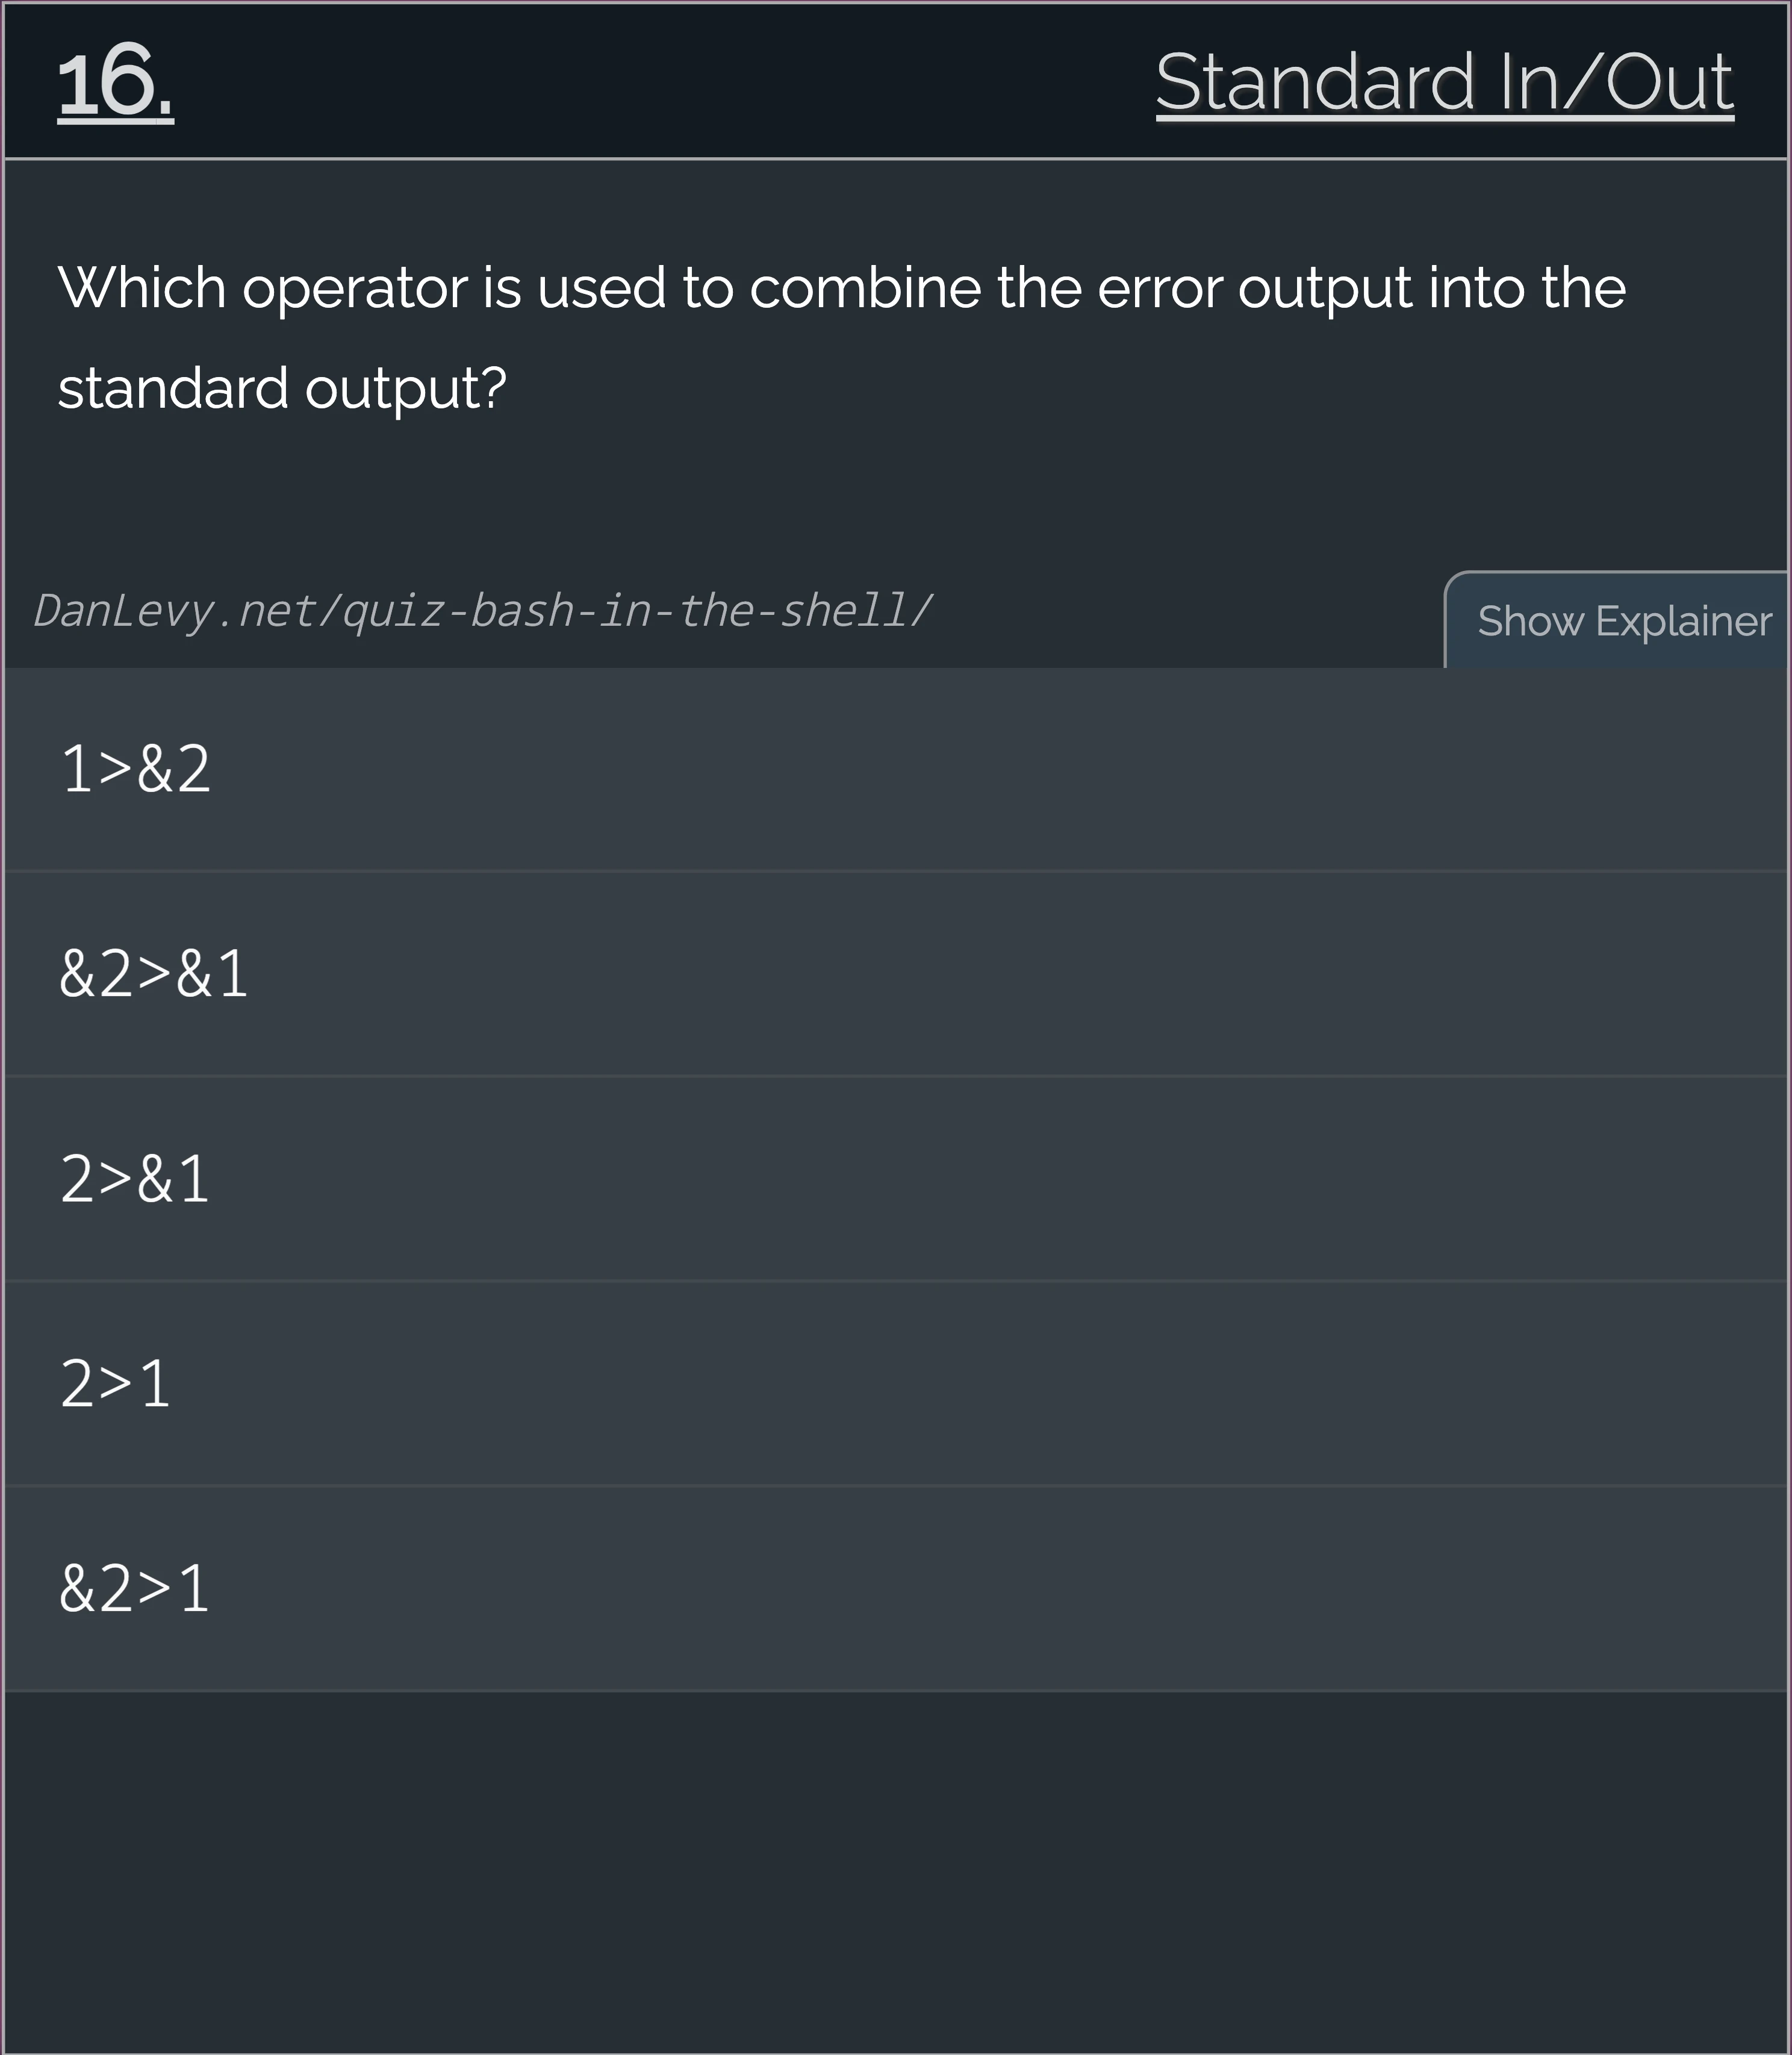 16.
Standard In/Out
Which operator is used to combine the error output into the
standard output?
DanLevy.net/quiz-bash-in-the-shell/
Show Explainer
1>&2
&2>&1
2>&1
2>1
&2>1